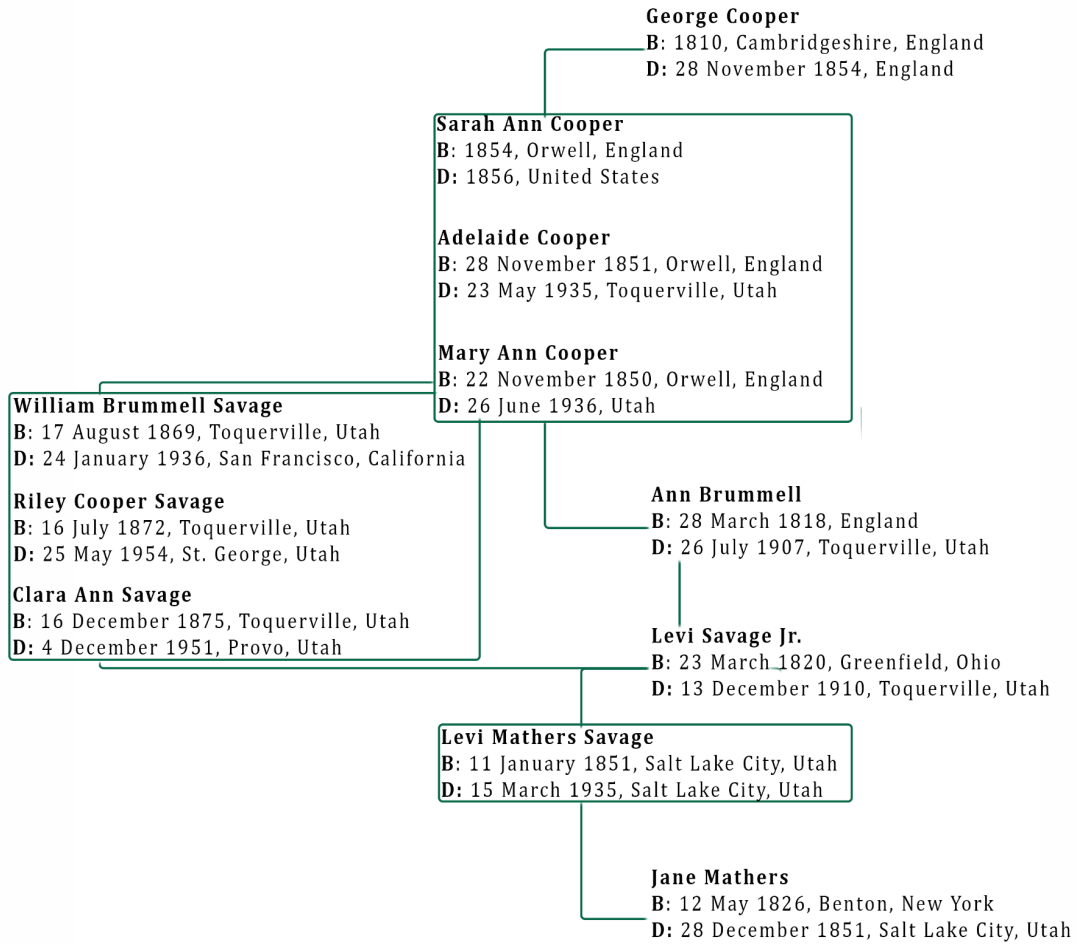 George Cooper
B: 1810, Cambridgeshire, England
D: 28 November 1854, England
Sarah Ann Cooper
B: 1854, Orwell, England
D: 1856, United States
Adelaide Cooper
B: 28 November 1851, Orwell, England
D: 23 May 1935, Toquerville, Utah
Mary Ann Cooper
B: 22 November 1850, Orwell, England
D: 26 June 1936, Utah
William Brummell Savage
B: 17 August 1869, Toquerville, Utah
D: 24 January 1936, San Francisco, California
Riley Cooper Savage
B: 16 July 1872, Toquerville, Utah
D: 25 May 1954, St. George, Utah
Clara Ann Savage
B: 16 December 1875, Toquerville, Utah
D: 4 December 1951, Provo, Utah
Ann Brummell
B: 28 March 1818, England
D: 26 July 1907, Toquerville, Utah
Levi Savage Jr.
B: 23 March 1820, Greenfield, Ohio
D: 13 December 1910, Toquerville, Utah
Levi Mathers Savage
B: 11 January 1851, Salt Lake City, Utah
D: 15 March 1935, Salt Lake City, Utah
Jane Mathers
B: 12 May 1826, Benton, New York
D: 28 December 1851, Salt Lake City, Utah